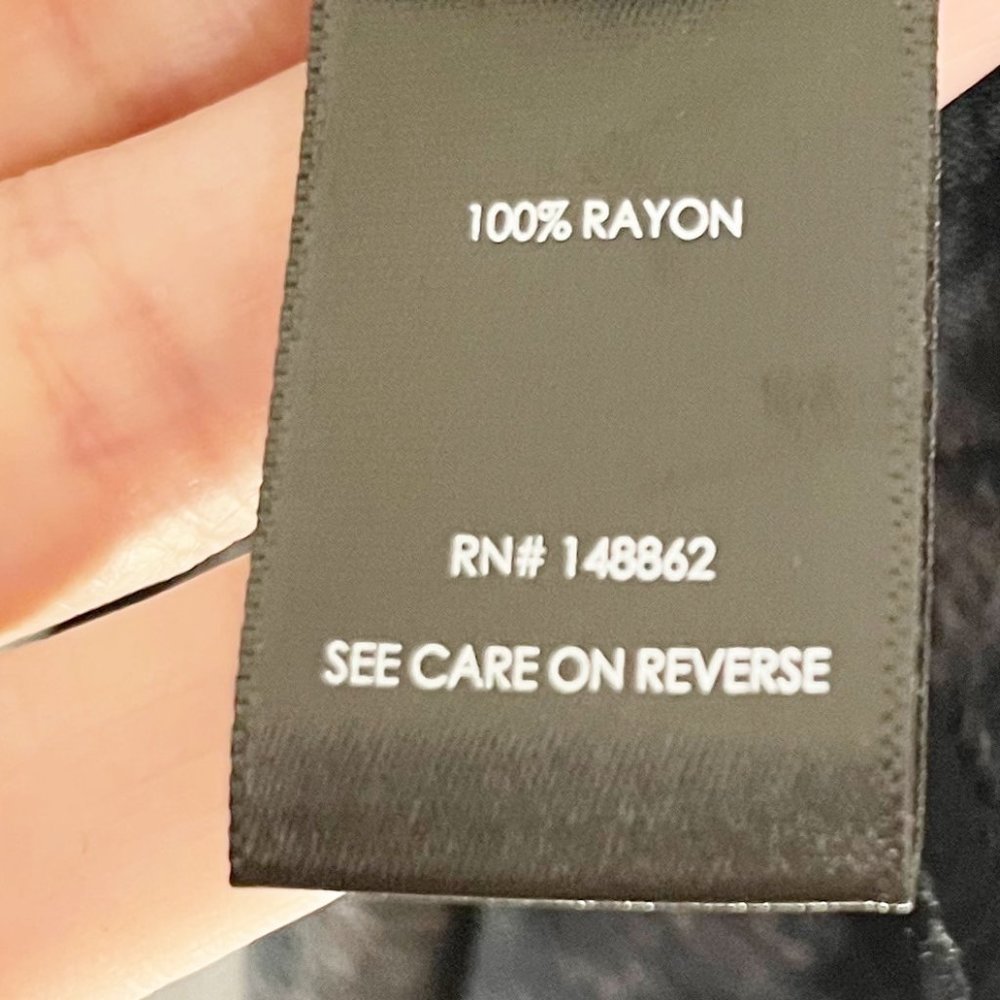 100% RAYON
RN# 148862
SEE CARE ON REVERSE